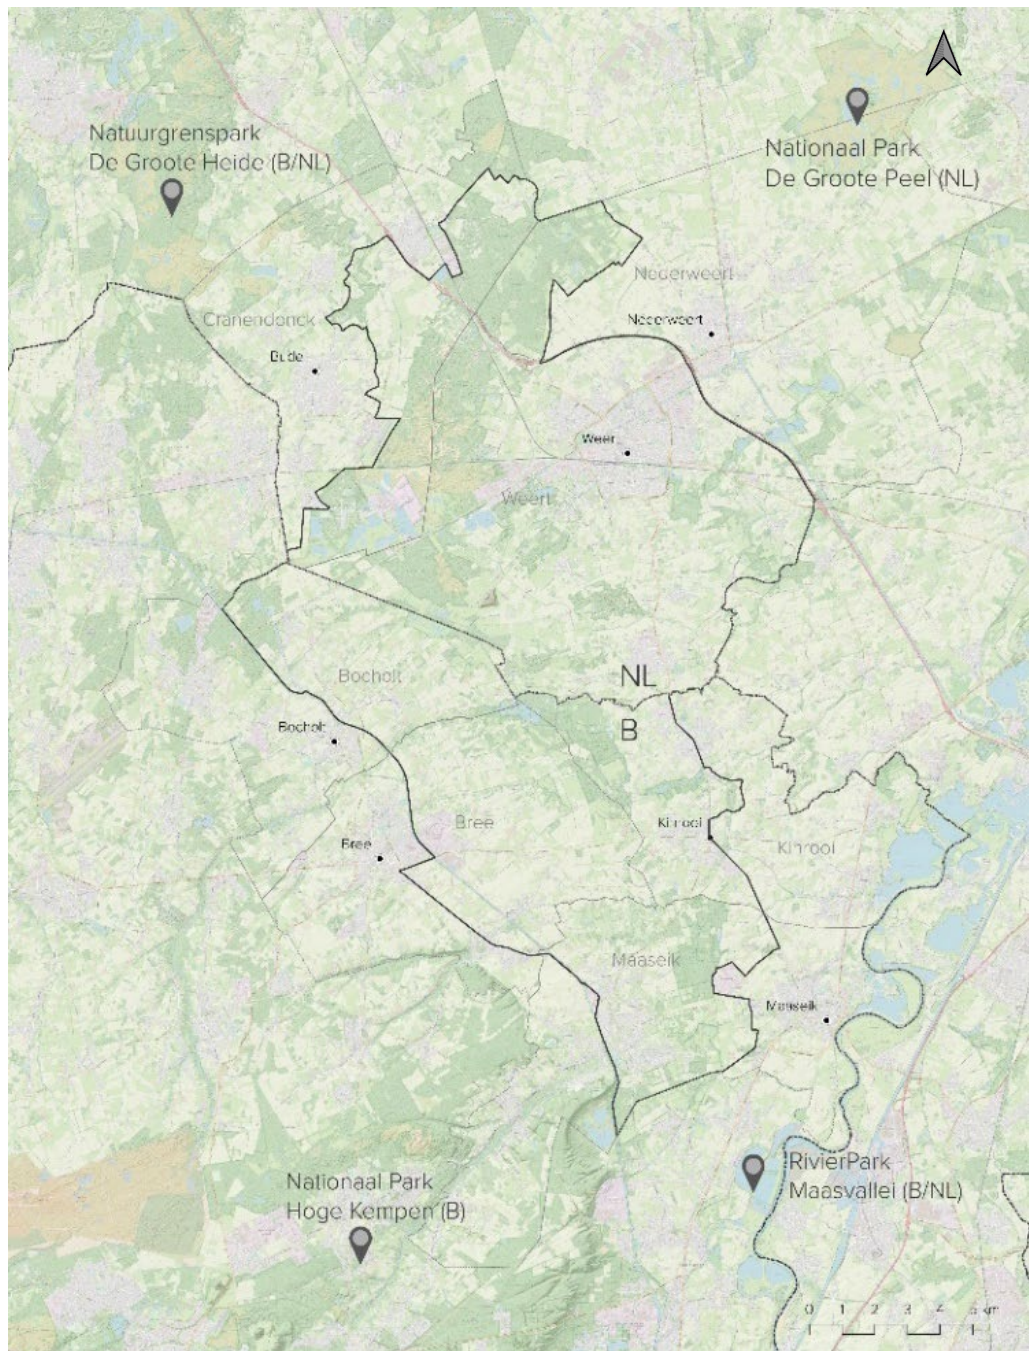 Natuurgrenspark
De Groote Heide (B/NL)
Nationaal Park
De Groote Peel (NL)
Nederweert
Nederweert
Cranendonck
Bude
Weert
Weert
NL
B
Bocholt
Bocholt
Bree
Bree
Kinrooi
Kinrooi
Maaseik
Maaseik
Nationaal Park
Hoge Kempen (B)
RivierPark
Maasvallei (B/NL)
0 1 2 3 4 5 km